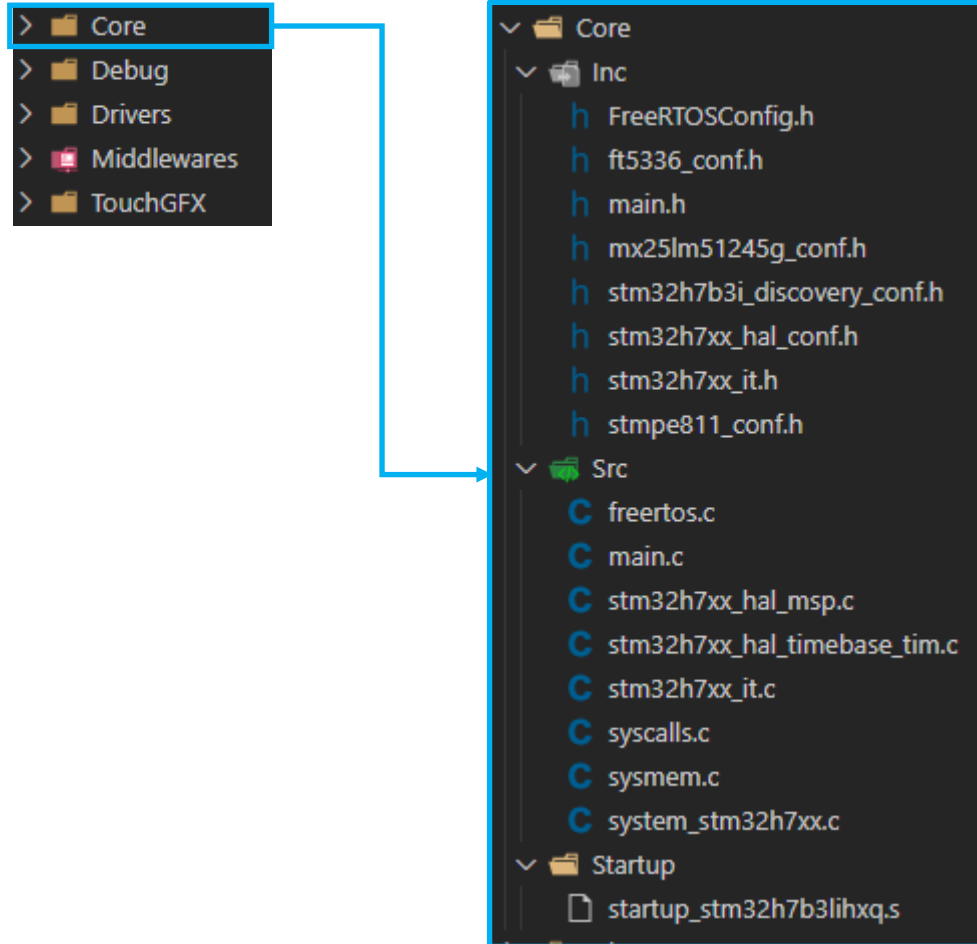 Core
Debug
Drivers
Middlewares
TouchGFX
Core
Inc
FreeRTOSConfig.h
ft5336_conf.h
main.h
mx25lm51245g_conf.h
stm32h7b3i_discovery_conf.h
stm32h7xx_hal_conf.h
stm32h7xx_it.h
stmpe811_conf.h
Src
freertos.c
main.c
stm32h7xx_hal_msp.c
stm32h7xx_hal_timebase_tim.c
stm32h7xx_it.c
syscalls.c
sysmem.c
system_stm32h7xx.c
Startup
startup_stm32h7b3lihxq.s